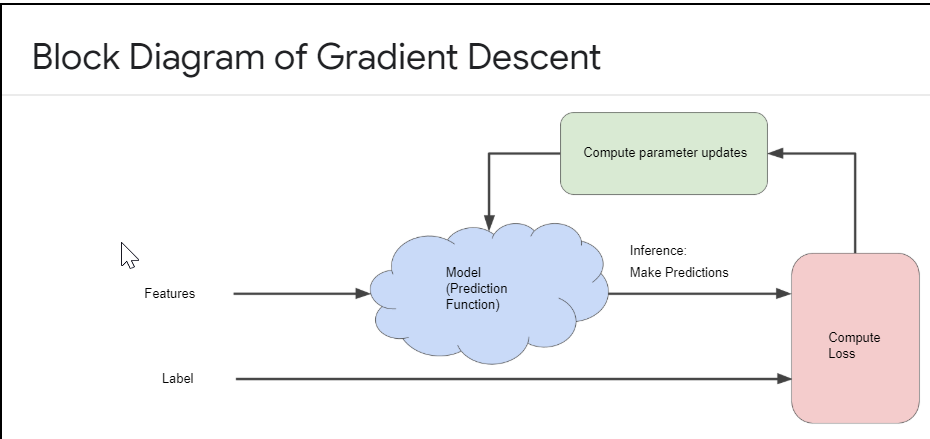 Block Diagram of Gradient Descent
Compute parameter updates
Inference:
Make Predictions
Model
(Prediction
Function)
Features
Compute
Loss
Label